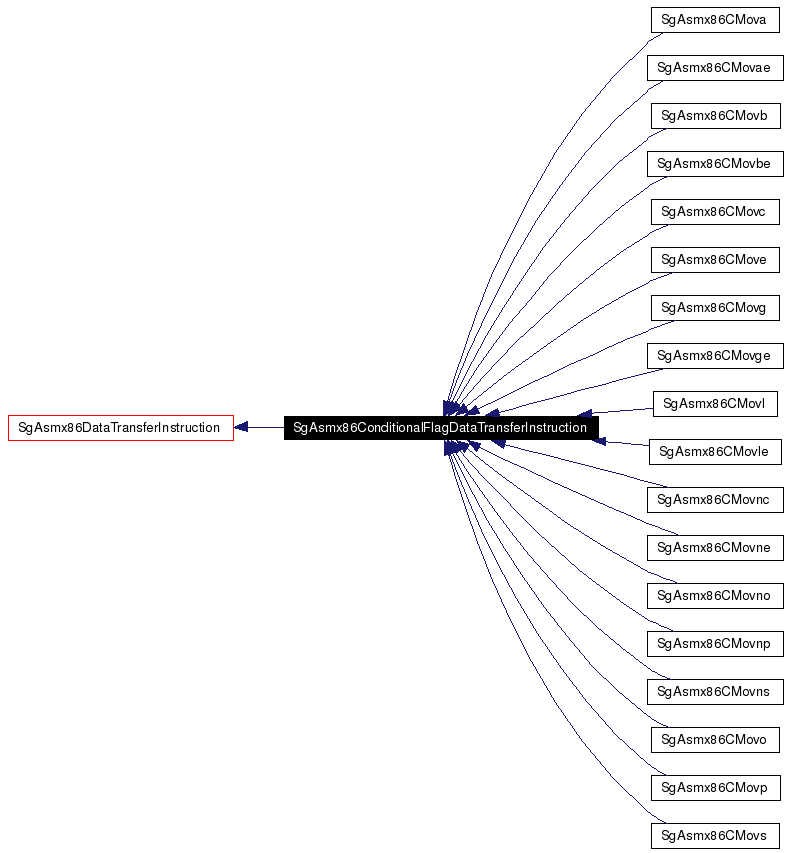 SgAsmx86CMova
SgAsmx86CMovae
SgAsmx86CMovb
SgAsmx86CMovbe
SgAsmx86CMovc
SgAsmx86CMove
SgAsmx86CMovg
SgAsmx86CMovge
SgAsmx86CMovl
SgAsmx86DataTransferInstruction
SgAsmx86ConditionalFlagDataTransferInstruction
SgAsmx86CMovle
SgAsmx86CMovnc
SgAsmx86CMovne
SgAsmx86CMovno
SgAsmx86CMovnp
SgAsmx86CMovns
SgAsmx86CMovo
SgAsmx86CMovp
SgAsmx86CMovs